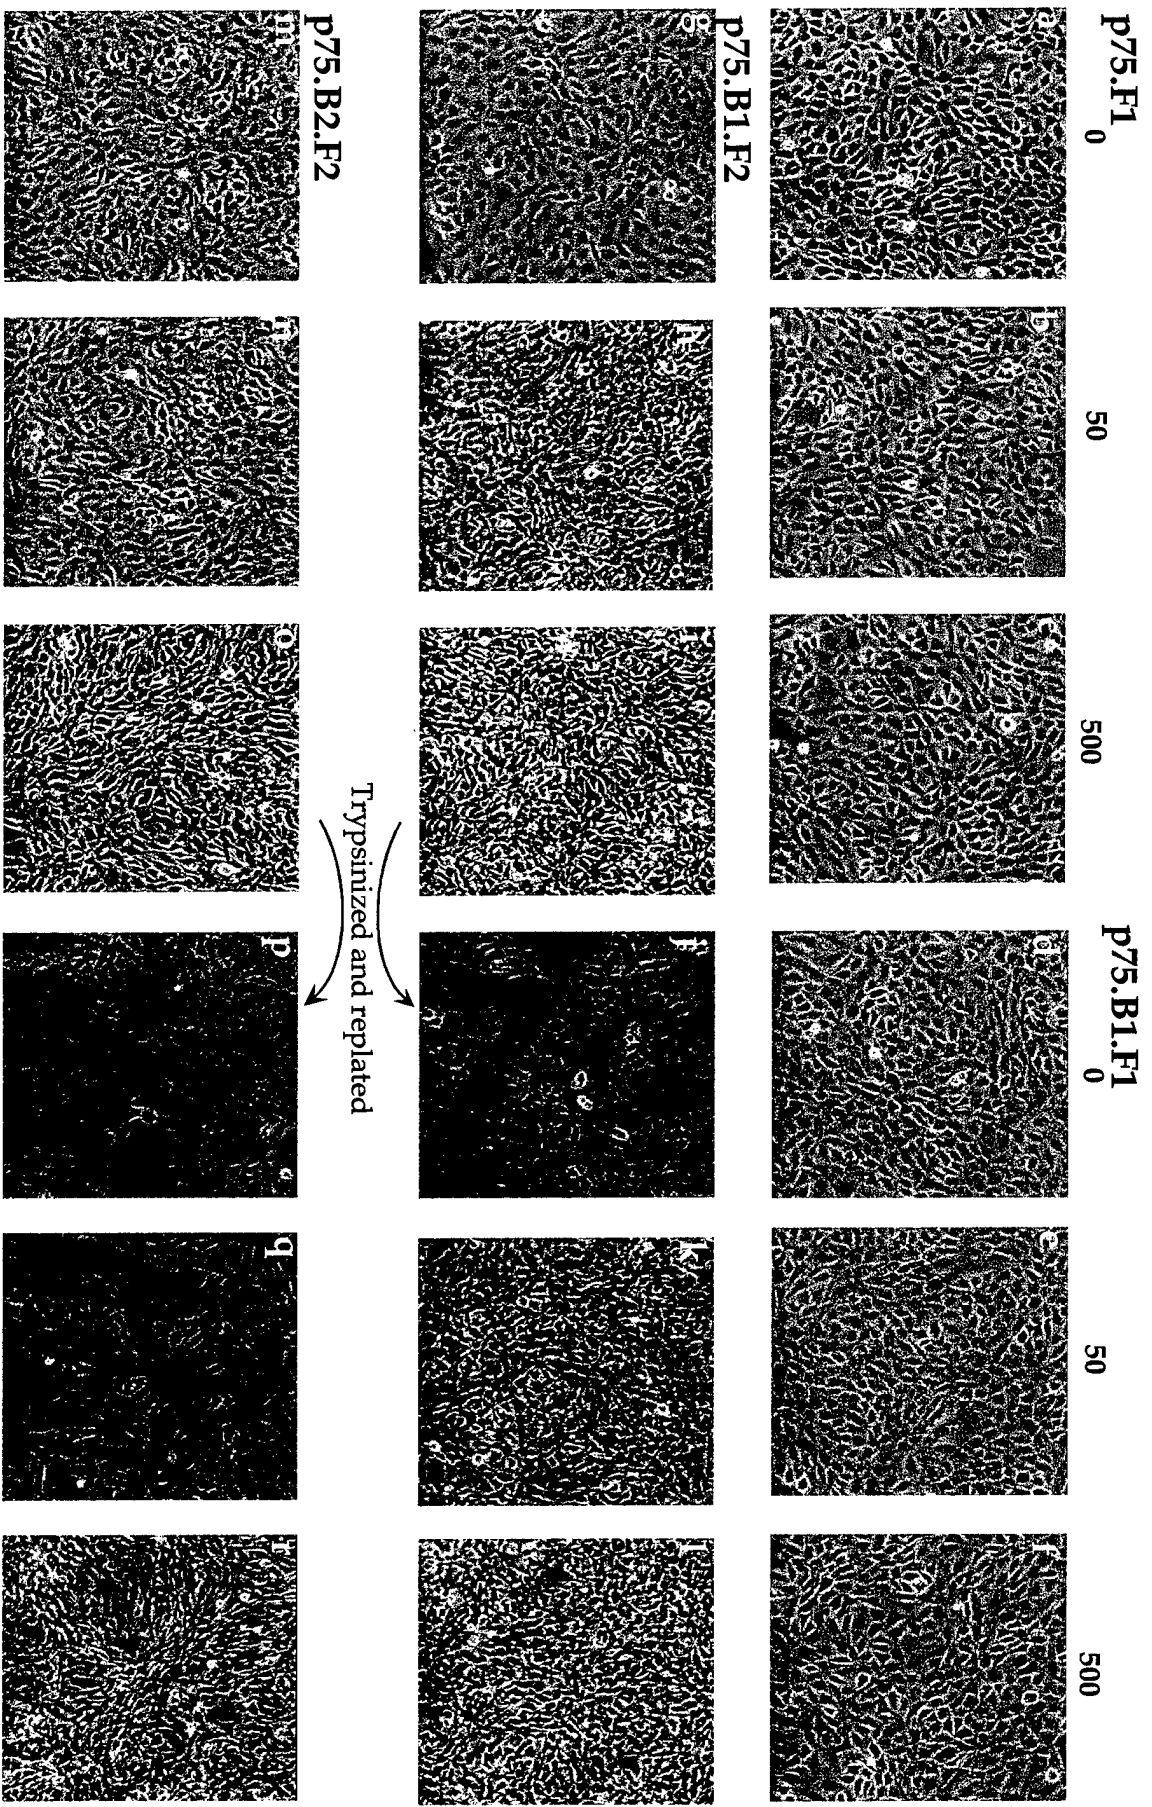 p75.F1
p75.B1.F1
0
50
500
0
50
500
a
b
c
d
e
f
p75.B1.F2
g
h
i
j
k
l
Trypsinized and replated
p75.B2.F2
m
n
o
p
q
r